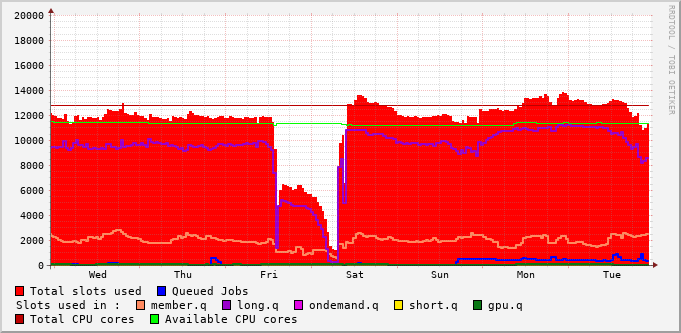 20000
18000
16000
14000
12000
10000
8000
6000
4000
2000
0
Wed Thu Fri Sat Sun Mon Tue
Total slots used Queued Jobs
Slots used in : member.q long.q ondemand.q short.q gpu.q
Total CPU cores Available CPU cores
RRDTOOL / TOBI OETIKER